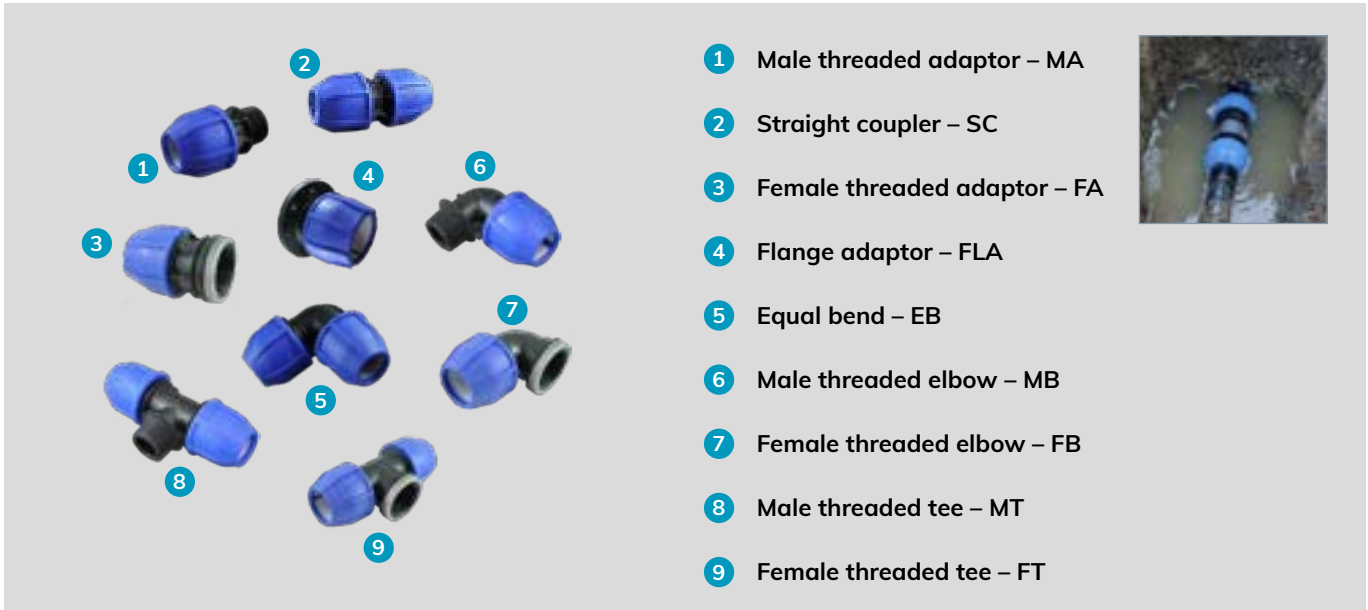 2
1
6
4
3
7
5
8
9
1 Male threaded adaptor – MA
2 Straight coupler – SC
3 Female threaded adaptor – FA
4 Flange adaptor – FLA
5 Equal bend – EB
6 Male threaded elbow – MB
7 Female threaded elbow – FB
8 Male threaded tee – MT
9 Female threaded tee – FT